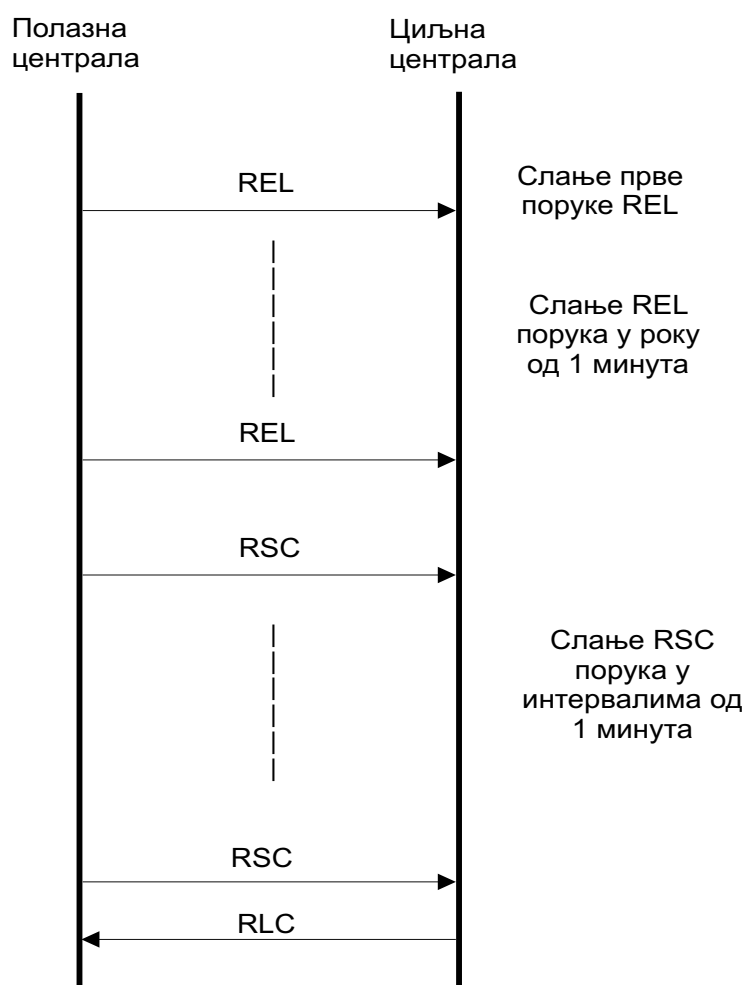 Полазна
централа
Циљна
централа
REL
Слање прве
поруке REL
Слање REL
порука у року
од 1 минута
REL
RSC
Слање RSC
порука у
интервалима од
1 минута
RSC
RLC